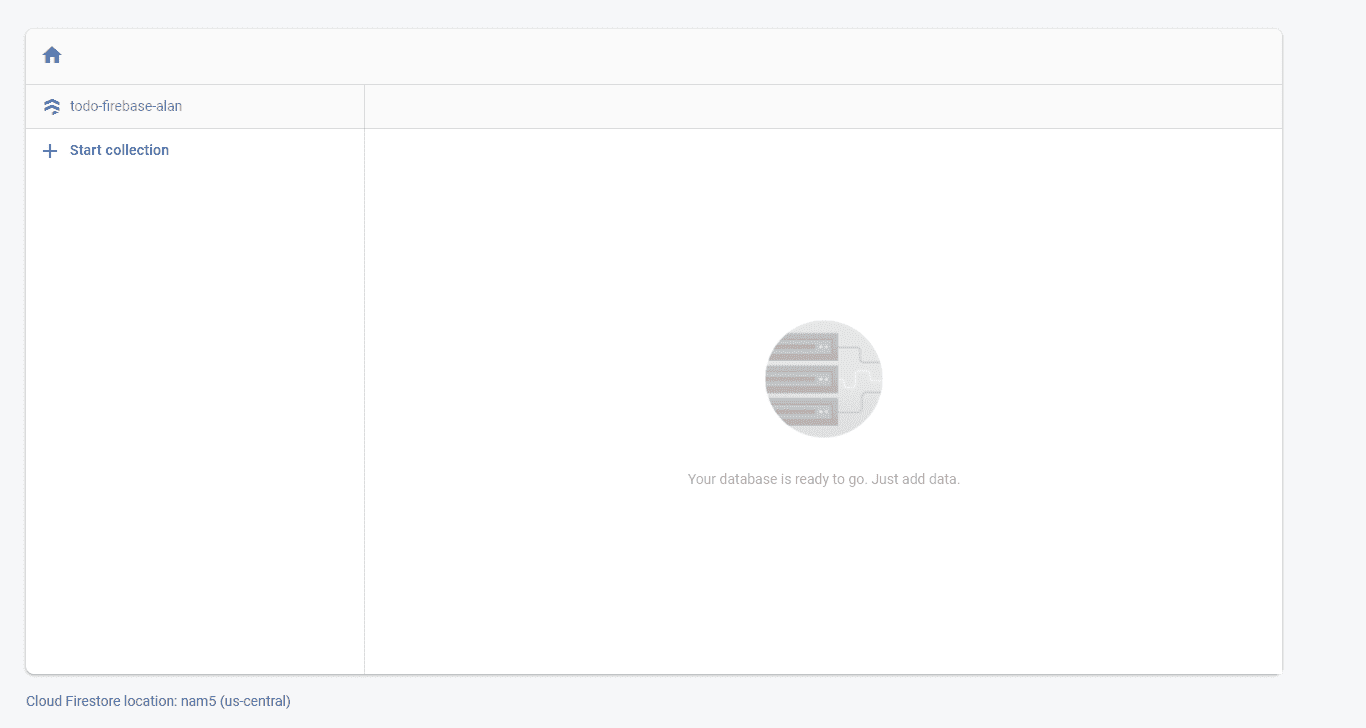 todo-firebase-alan
Start collection
Your database is ready to go. Just add data.
Cloud Firestore location: nam5 (us-central)